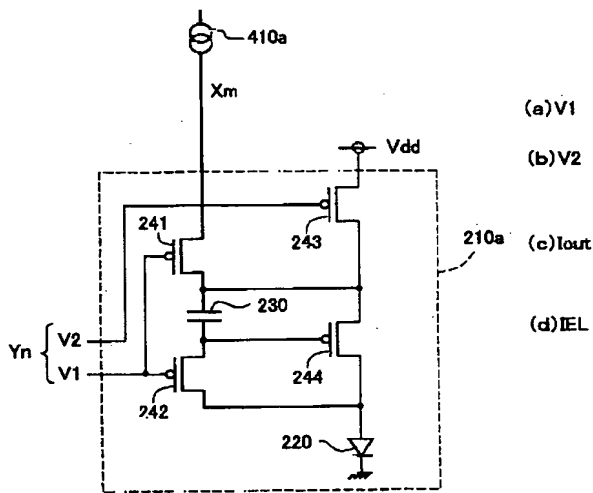 410a
Xm
(a)V1
Vdd
(b)V2
241
243
210a
(c)Iout
230
Yn
V2
V1
(d)IEL
244
242
220